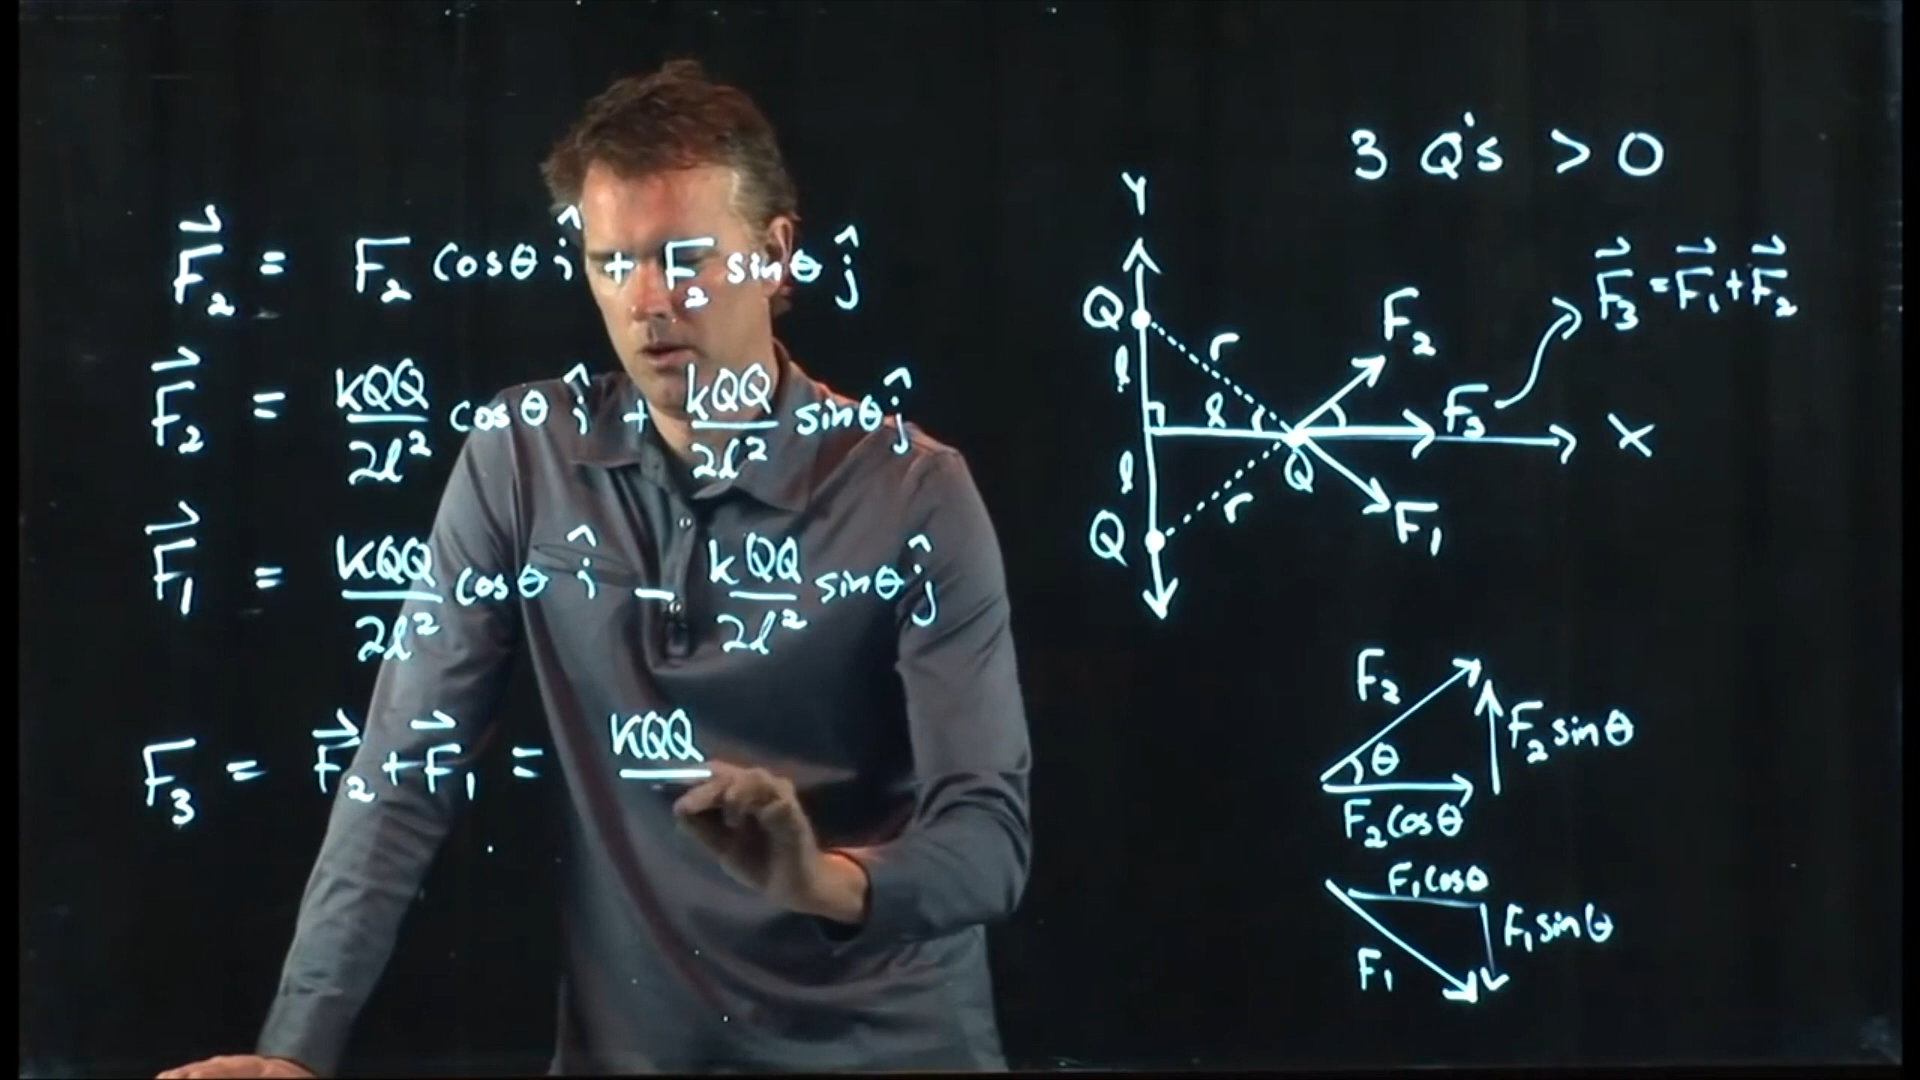 F⃗₂ = F₂ cosθ î + F₂ sinθ ĵ
F⃗₂ = kQQ/2l² cosθ î + kQQ/2l² sinθ ĵ
F⃗₁ = kQQ/2l² cosθ î − kQQ/2l² sinθ ĵ
F₃ = F⃗₂ + F⃗₁ = kQQ
3 Q's > 0
Y
F⃗₃ = F⃗₁ + F⃗₂
Q
F₂
r
l
l
F₃
X
Q
l
r
Q
F₁
F₂
F₂ sinθ
θ
F₂ cosθ
F₁ cosθ
F₁ sinθ
F₁